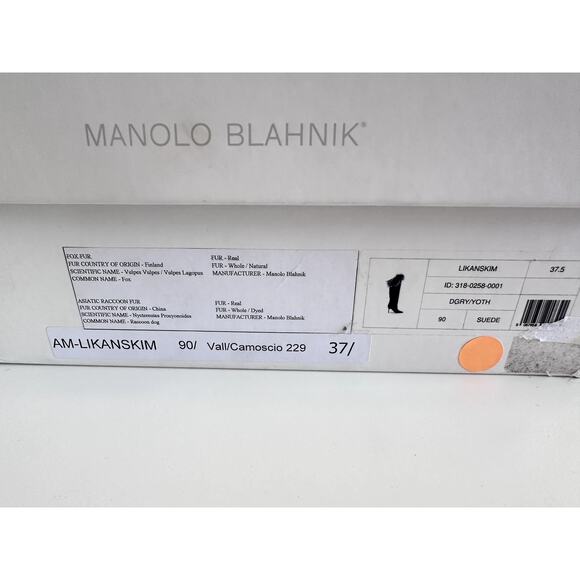 MANOLO BLAHNIK®
FOX FUR.
FUR COUNTRY OF ORIGIN - Finland
SCIENTIFIC NAME - Vulpes Vulpes / Vulpes Lagopus
COMMON NAME - Fox
FUR - Real
FUR - Whole / Natural
MANUFACTURER - Manolo Blahnik
ASIATIC RACCOON FUR
FUR COUNTRY OF ORIGIN - China
SCIENTIFIC NAME - Nyctereutes Procyonoides
COMMON NAME - Raccoon dog
FUR - Real
FUR - Whole / Dyed
MANUFACTURER - Manolo Blahnik
LIKANSKIM 37.5
ID: 318-0258-0001
DGRY/YOTH
90 SUEDE
AM-LIKANSKIM 90/ Vall/Camoscio 229 37/